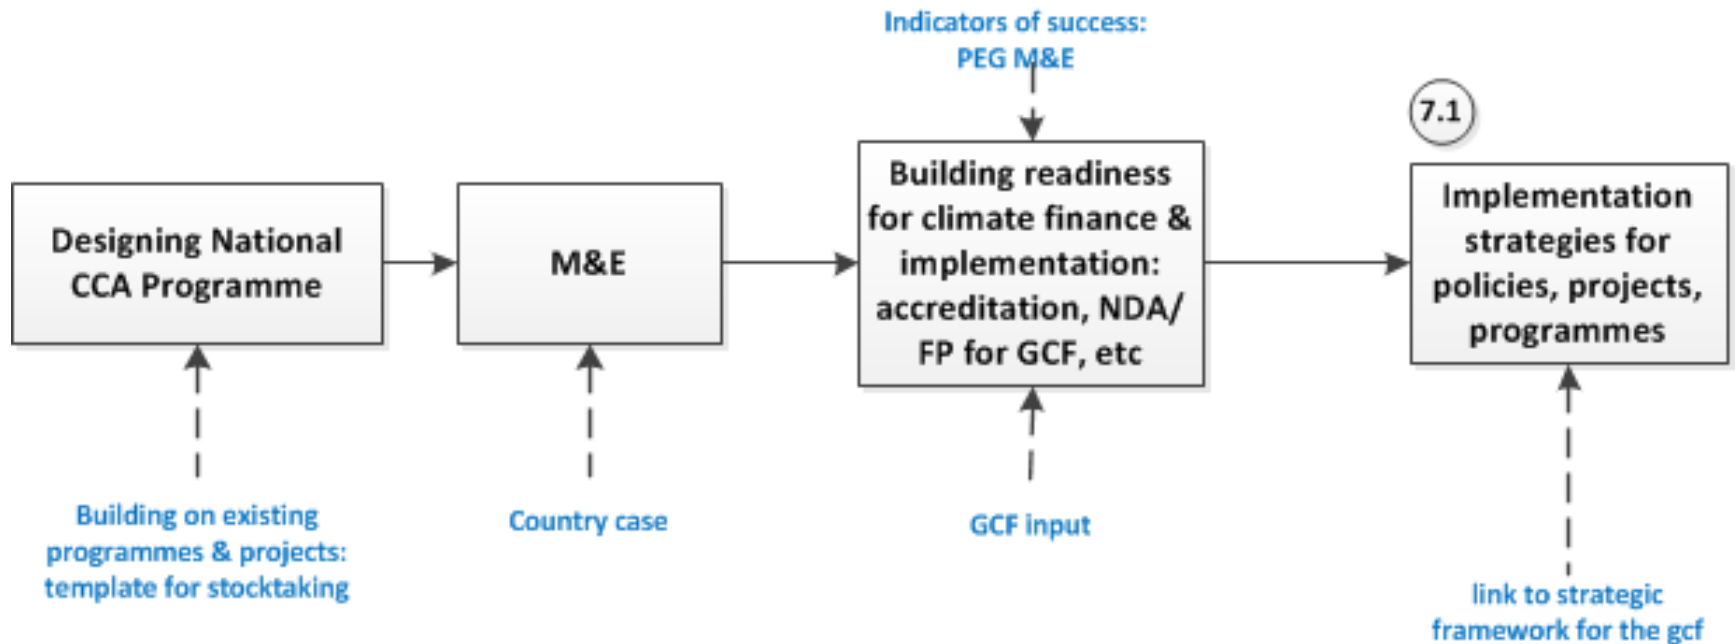 Indicators of success:
PEG M&E
7.1
Designing National
CCA Programme
M&E
Building readiness
for climate finance &
implementation:
accreditation, NDA/
FP for GCF, etc
Implementation
strategies for
policies, projects,
programmes
Building on existing
programmes & projects:
template for stocktaking
Country case
GCF input
link to strategic
framework for the gcf